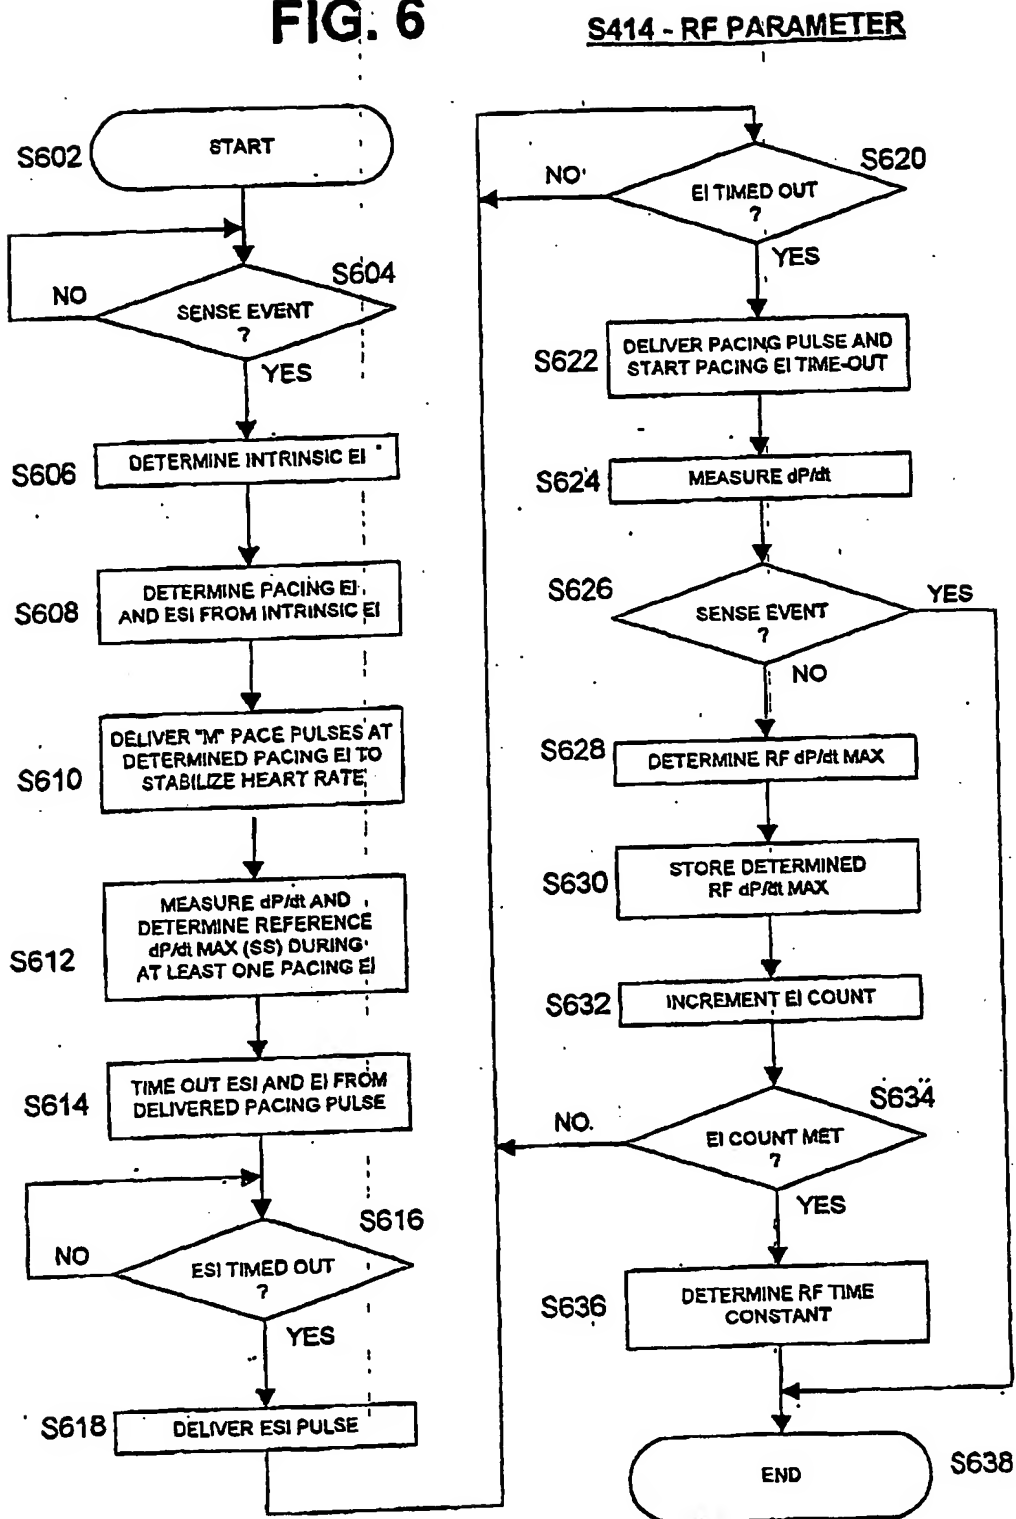 FIG. 6
S414 - RF PARAMETER
S602
START
S604
NO
SENSE EVENT
?
YES
S606
DETERMINE INTRINSIC EI
S608
DETERMINE PACING EI
AND ESI FROM INTRINSIC EI
S610
DELIVER "M" PACE PULSES AT
DETERMINED PACING EI TO
STABILIZE HEART RATE
S612
MEASURE dP/dt AND
DETERMINE REFERENCE
dP/dt MAX (SS) DURING
AT LEAST ONE PACING EI
S614
TIME OUT ESI AND EI FROM
DELIVERED PACING PULSE
S616
NO
ESI TIMED OUT
?
YES
S618
DELIVER ESI PULSE
S620
NO
EI TIMED OUT
?
YES
S622
DELIVER PACING PULSE AND
START PACING EI TIME-OUT
S624
MEASURE dP/dt
S626
YES
SENSE EVENT
?
NO
S628
DETERMINE RF dP/dt MAX
S630
STORE DETERMINED
RF dP/dt MAX
S632
INCREMENT EI COUNT
S634
NO
EI COUNT MET
?
YES
S636
DETERMINE RF TIME
CONSTANT
END
S638